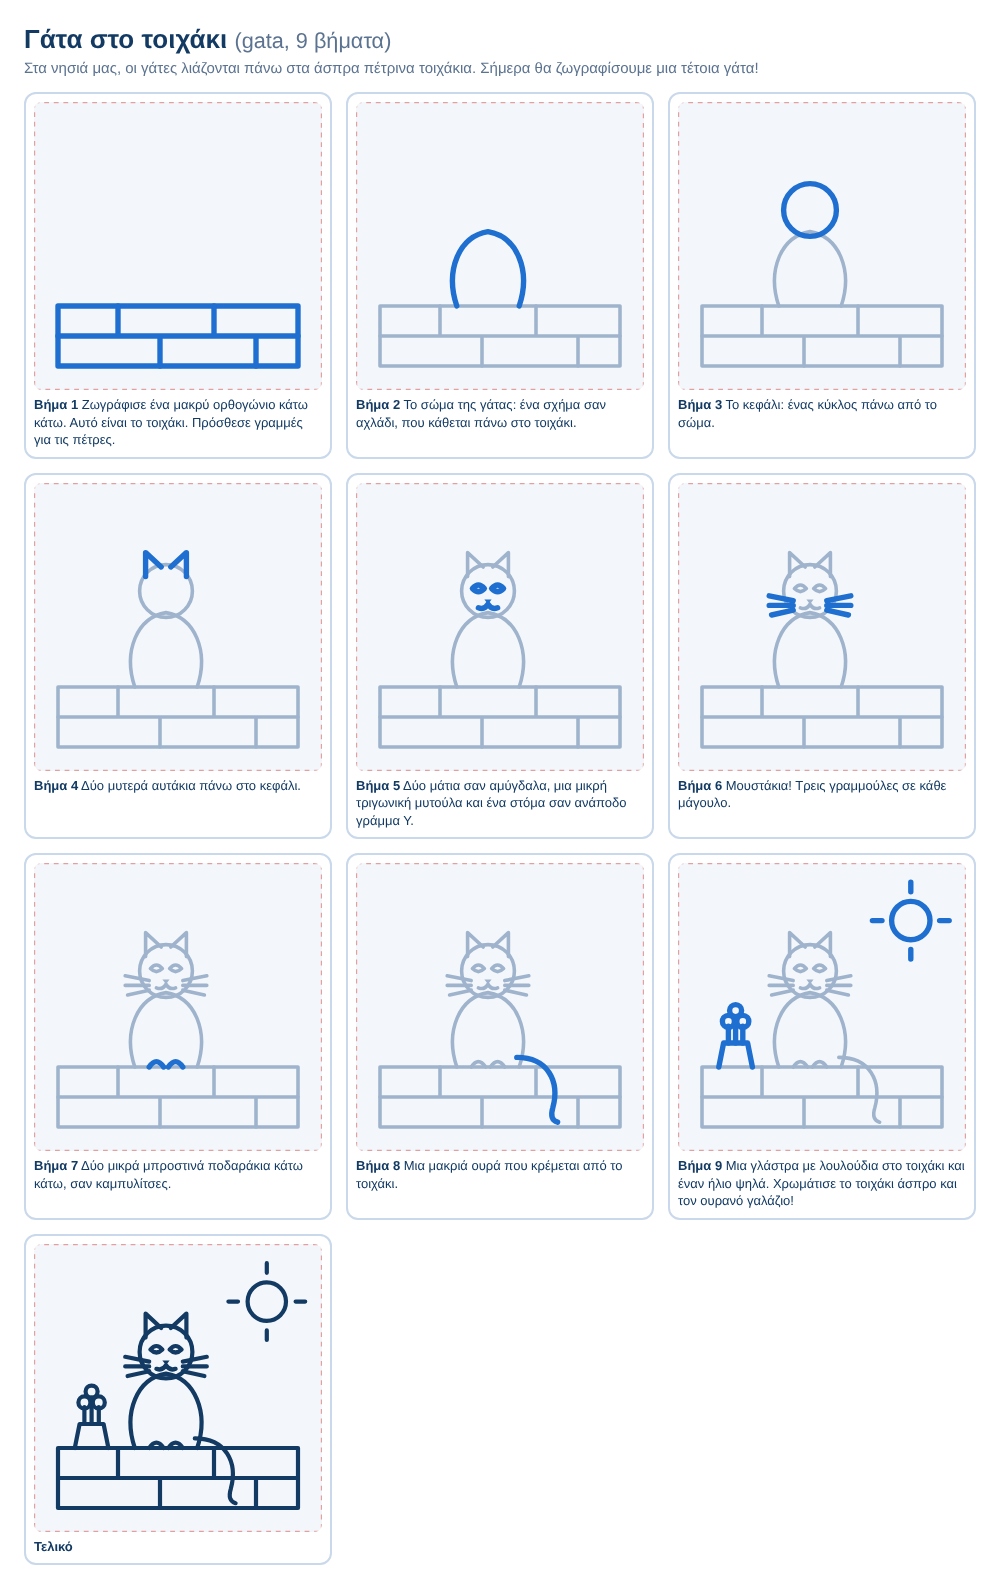 Γάτα στο τοιχάκι (gata, 9 βήματα)
Στα νησιά μας, οι γάτες λιάζονται πάνω στα άσπρα πέτρινα τοιχάκια. Σήμερα θα ζωγραφίσουμε μια τέτοια γάτα!
Βήμα 1 Ζωγράφισε ένα μακρύ ορθογώνιο κάτω
κάτω. Αυτό είναι το τοιχάκι. Πρόσθεσε γραμμές
για τις πέτρες.
Βήμα 2 Το σώμα της γάτας: ένα σχήμα σαν
αχλάδι, που κάθεται πάνω στο τοιχάκι.
Βήμα 3 Το κεφάλι: ένας κύκλος πάνω από το
σώμα.
Βήμα 4 Δύο μυτερά αυτάκια πάνω στο κεφάλι.
Βήμα 5 Δύο μάτια σαν αμύγδαλα, μια μικρή
τριγωνική μυτούλα και ένα στόμα σαν ανάποδο
γράμμα Υ.
Βήμα 6 Μουστάκια! Τρεις γραμμούλες σε κάθε
μάγουλο.
Βήμα 7 Δύο μικρά μπροστινά ποδαράκια κάτω
κάτω, σαν καμπυλίτσες.
Βήμα 8 Μια μακριά ουρά που κρέμεται από το
τοιχάκι.
Βήμα 9 Μια γλάστρα με λουλούδια στο τοιχάκι και
έναν ήλιο ψηλά. Χρωμάτισε το τοιχάκι άσπρο και
τον ουρανό γαλάζιο!
Τελικό